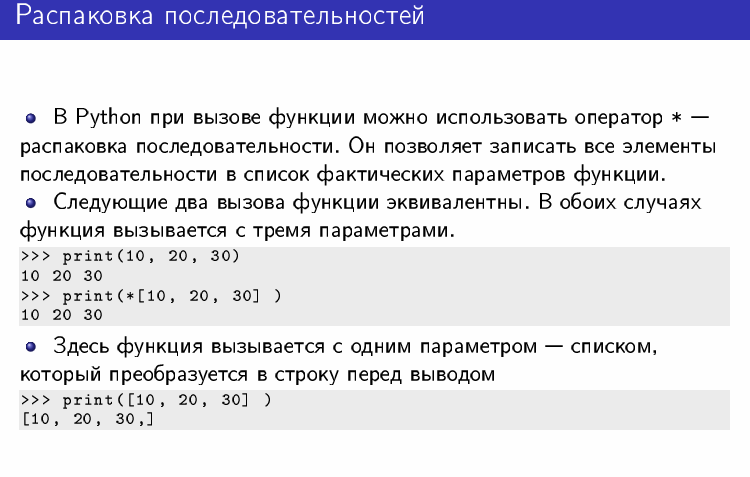 Распаковка последовательностей
В Python при вызове функции можно использовать оператор * —
распаковка последовательности. Он позволяет записать все элементы
последовательности в список фактических параметров функции.
Следующие два вызова функции эквивалентны. В обоих случаях
функция вызывается с тремя параметрами.
>>> print(10, 20, 30)
10 20 30
>>> print(*[10, 20, 30] )
10 20 30
Здесь функция вызывается с одним параметром — списком,
который преобразуется в строку перед выводом
>>> print([10, 20, 30] )
[10, 20, 30,]